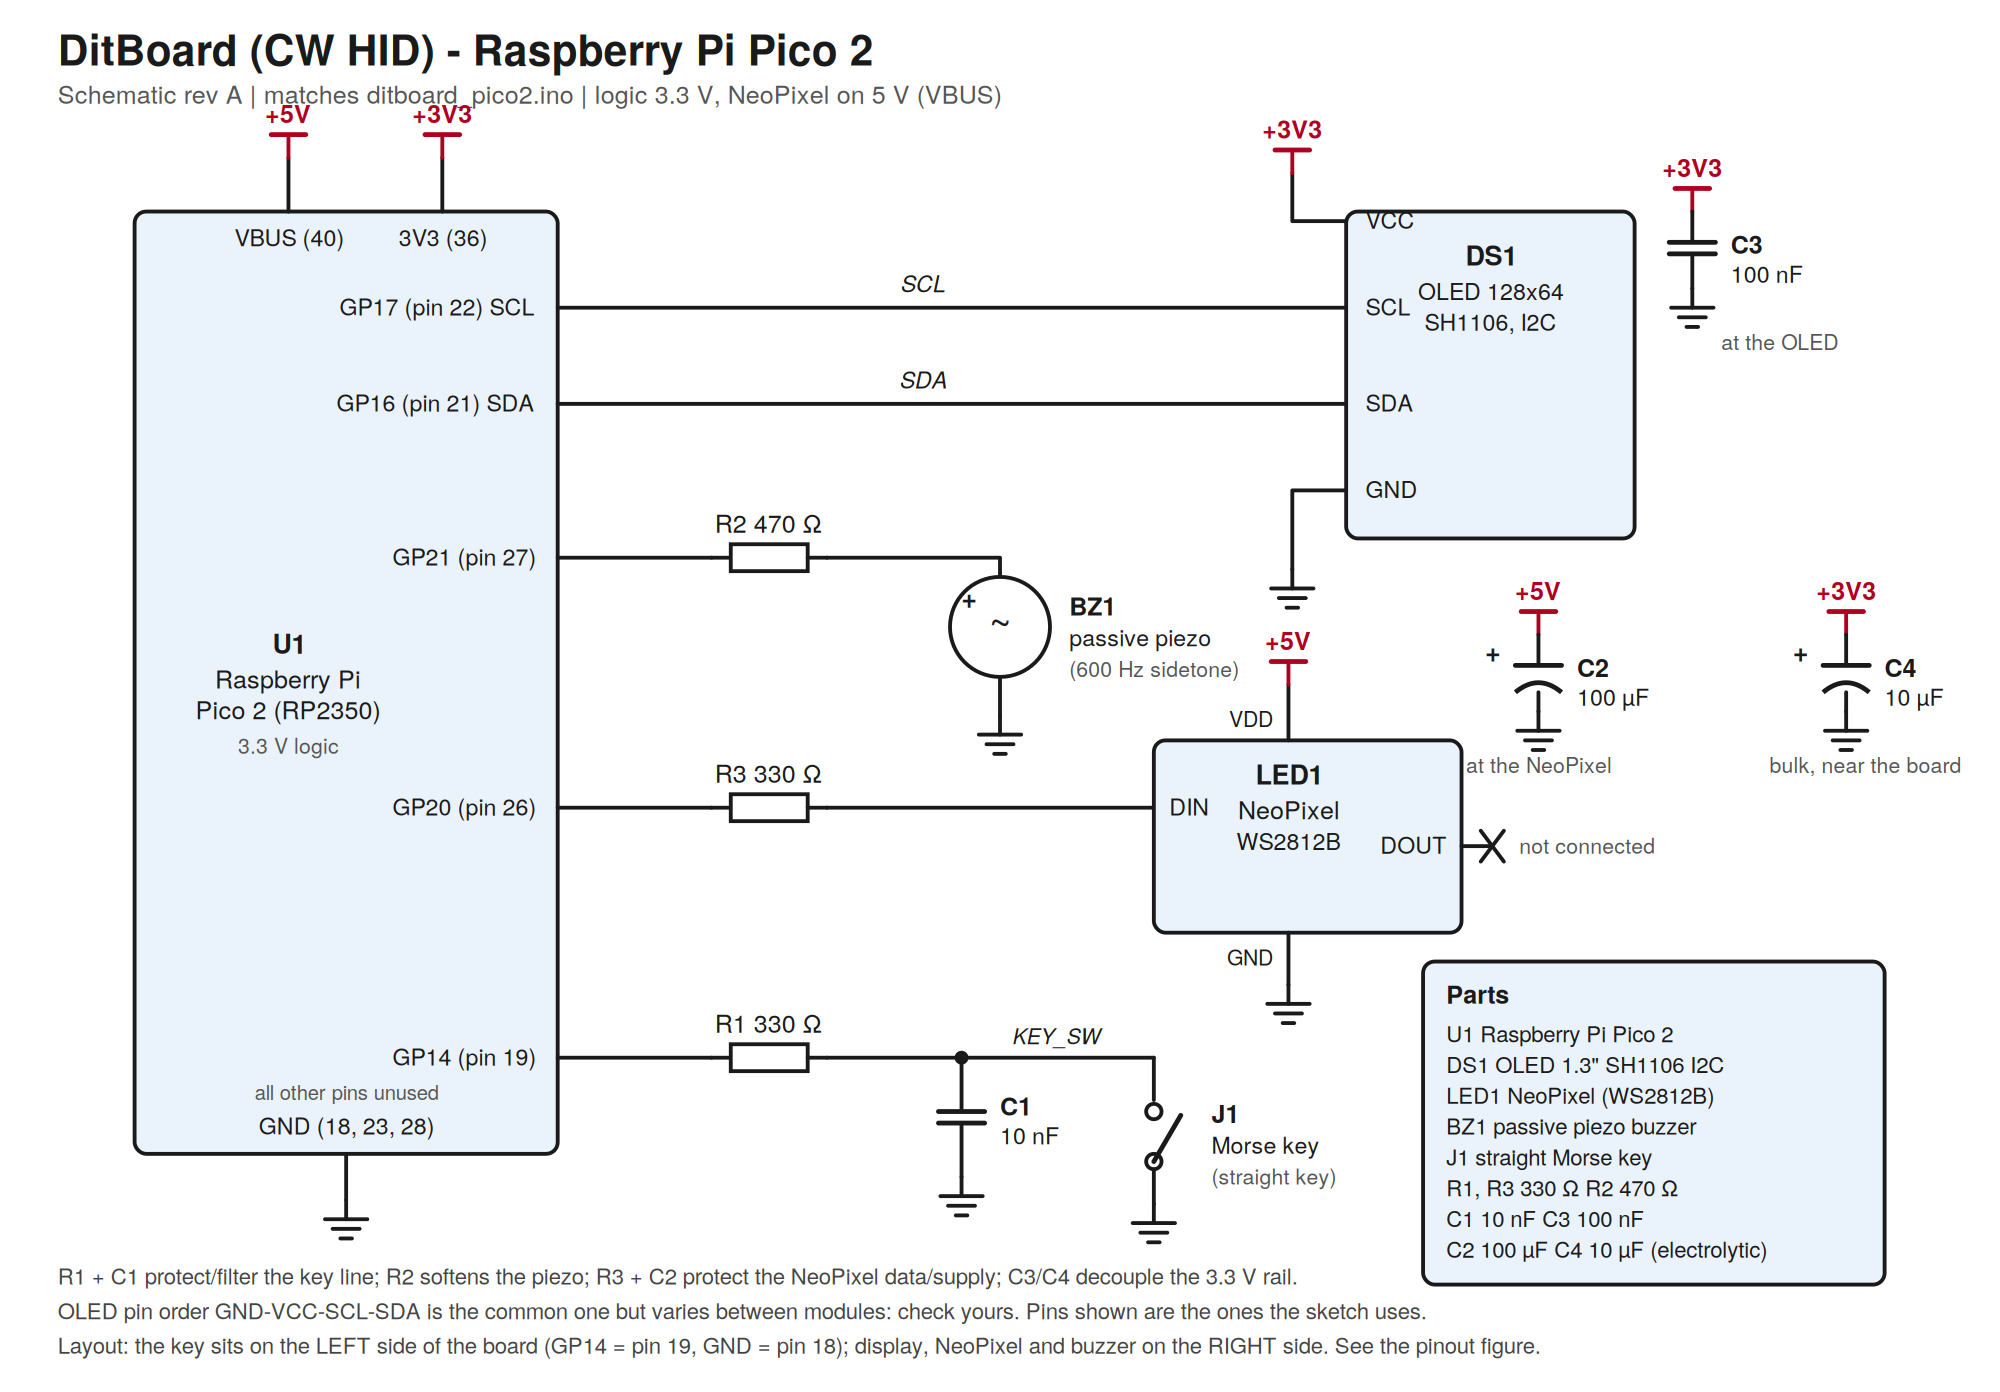 DitBoard (CW HID) - Raspberry Pi Pico 2
Schematic rev A | matches ditboard_pico2.ino | logic 3.3 V, NeoPixel on 5 V (VBUS)
+5V
+3V3
+3V3
+3V3
VBUS (40)
3V3 (36)
VCC
DS1
OLED 128x64
SH1106, I2C
C3
100 nF
at the OLED
GP17 (pin 22) SCL
SCL
SCL
GP16 (pin 21) SDA
SDA
SDA
GND
GP21 (pin 27)
R2 470 Ω
+
~
BZ1
passive piezo
(600 Hz sidetone)
+5V
+5V
+
C2
100 µF
at the NeoPixel
+3V3
+
C4
10 µF
bulk, near the board
U1
Raspberry Pi
Pico 2 (RP2350)
3.3 V logic
VDD
GP20 (pin 26)
R3 330 Ω
DIN
LED1
NeoPixel
WS2812B
DOUT
not connected
GND
GP14 (pin 19)
R1 330 Ω
KEY_SW
all other pins unused
GND (18, 23, 28)
C1
10 nF
J1
Morse key
(straight key)
Parts
U1 Raspberry Pi Pico 2
DS1 OLED 1.3" SH1106 I2C
LED1 NeoPixel (WS2812B)
BZ1 passive piezo buzzer
J1 straight Morse key
R1, R3 330 Ω R2 470 Ω
C1 10 nF C3 100 nF
C2 100 µF C4 10 µF (electrolytic)
R1 + C1 protect/filter the key line; R2 softens the piezo; R3 + C2 protect the NeoPixel data/supply; C3/C4 decouple the 3.3 V rail.
OLED pin order GND-VCC-SCL-SDA is the common one but varies between modules: check yours. Pins shown are the ones the sketch uses.
Layout: the key sits on the LEFT side of the board (GP14 = pin 19, GND = pin 18); display, NeoPixel and buzzer on the RIGHT side. See the pinout figure.